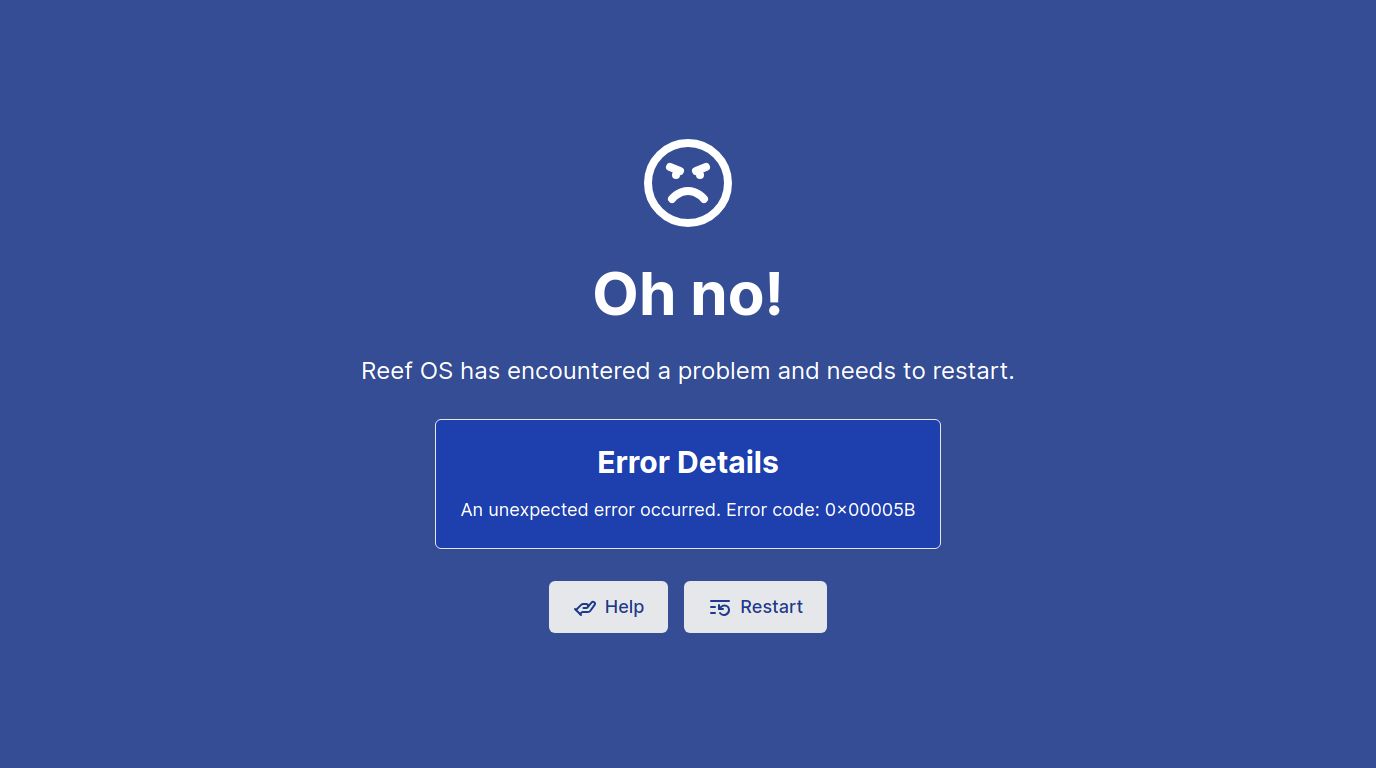 Oh no!
Reef OS has encountered a problem and needs to restart.
Error Details
An unexpected error occurred. Error code: 0×00005B
Help
Restart